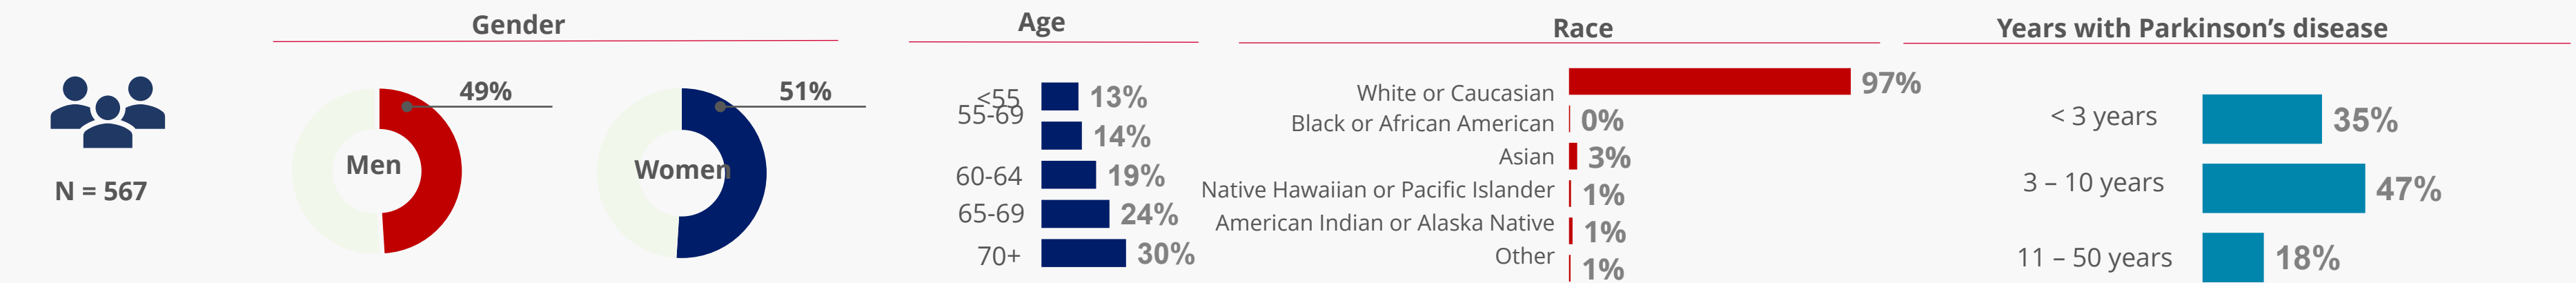 Gender
Age
Race
Years with Parkinson’s disease
N = 567
Men
49%
Women
51%
<55
13%
55-69
14%
60-64
19%
65-69
24%
70+
30%
White or Caucasian
97%
Black or African American
0%
Asian
3%
Native Hawaiian or Pacific Islander
1%
American Indian or Alaska Native
1%
Other
1%
< 3 years
35%
3 – 10 years
47%
11 – 50 years
18%